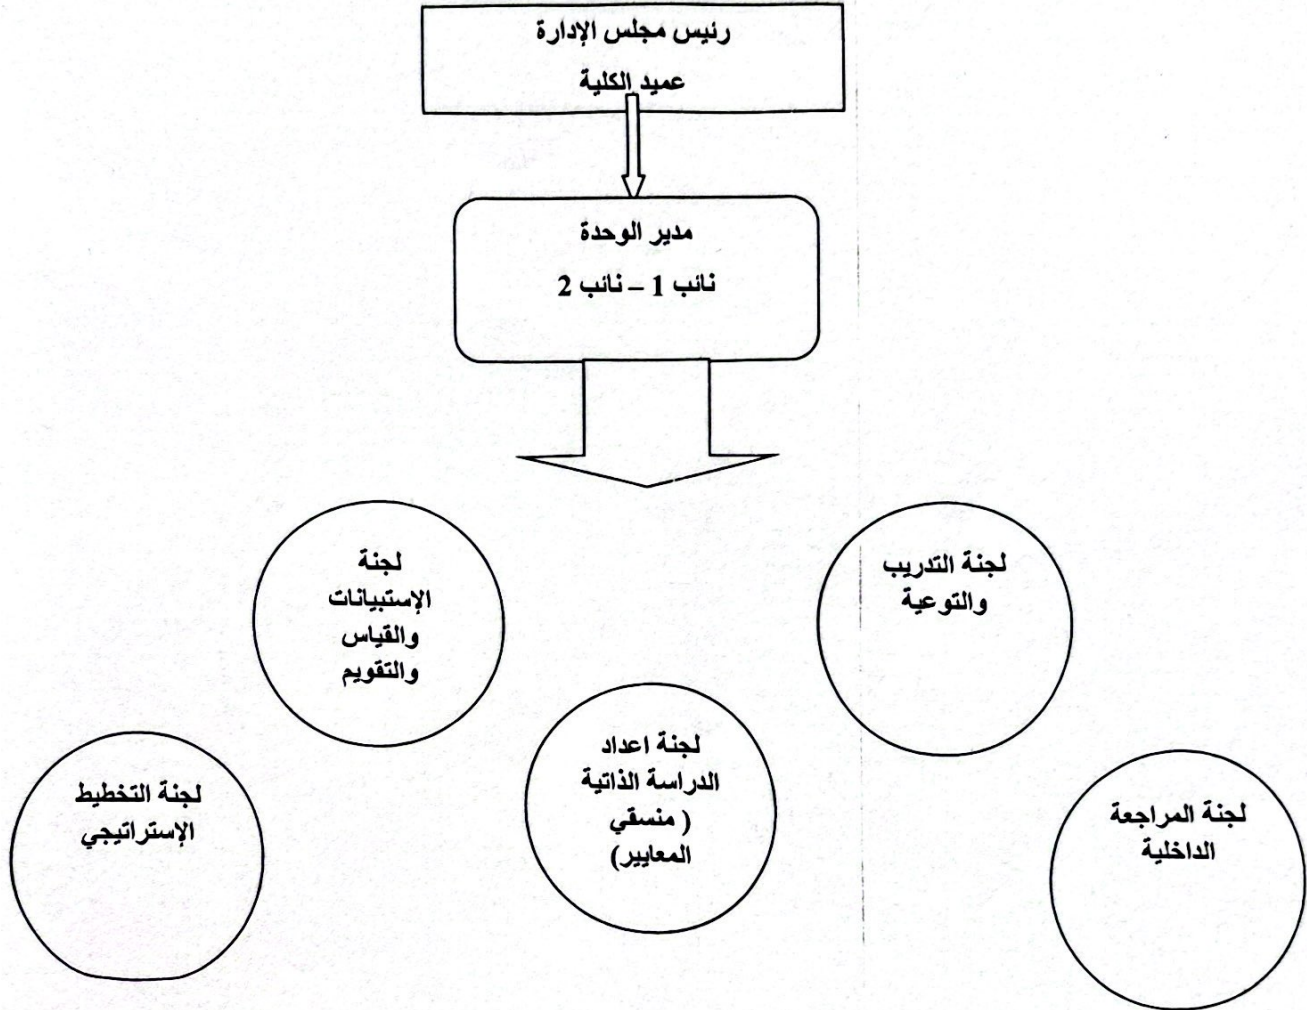 رئيس مجلس الإدارة
عميد الكلية
مدير الوحدة
نائب 1 – نائب 2
لجنة التدريب
والتوعية
لجنة
الإستبيانات
والقياس
والتقويم
لجنة المراجعة
الداخلية
لجنة اعداد
الدراسة الذاتية
( منسقي
المعايير)
لجنة التخطيط
الإستراتيجي